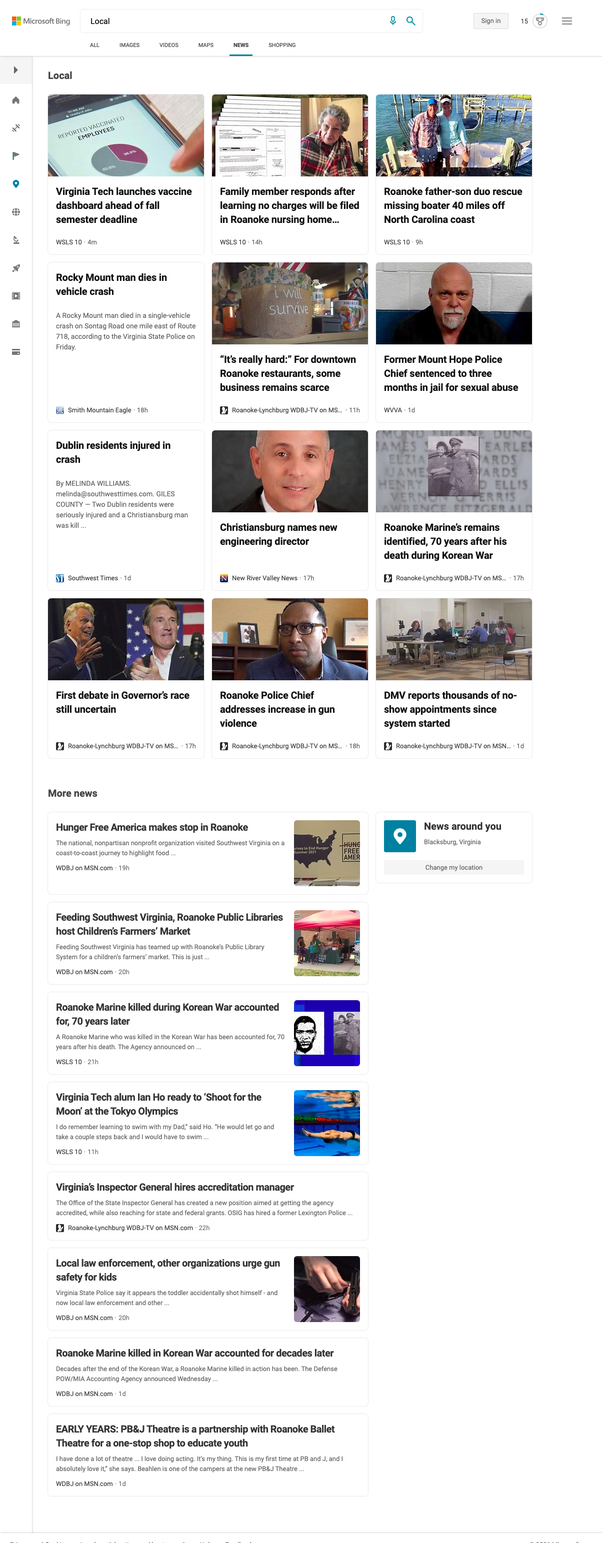 Microsoft Bing
Local
Sign in
15
ALL
IMAGES
VIDEOS
MAPS
NEWS
SHOPPING
Local
REPORTED VACCINATED
EMPLOYEES
Virginia Tech launches vaccine
dashboard ahead of fall
semester deadline
WSLS 10 · 4m
Family member responds after
learning no charges will be filed
in Roanoke nursing home…
WSLS 10 · 14h
Roanoke father-son duo rescue
missing boater 40 miles off
North Carolina coast
WSLS 10 · 9h
Rocky Mount man dies in
vehicle crash
A Rocky Mount man died in a single-vehicle
crash on Sontag Road one mile east of Route
718, according to the Virginia State Police on
Friday.
Smith Mountain Eagle · 18h
i will
survive
“It’s really hard:” For downtown
Roanoke restaurants, some
business remains scarce
Roanoke-Lynchburg WDBJ-TV on MS… · 11h
Former Mount Hope Police
Chief sentenced to three
months in jail for sexual abuse
WVVA · 1d
Dublin residents injured in
crash
By MELINDA WILLIAMS.
melinda@southwesttimes.com. GILES
COUNTY — Two Dublin residents were
seriously injured and a Christiansburg man
was kill ...
Southwest Times · 1d
Christiansburg names new
engineering director
New River Valley News · 17h
Roanoke Marine’s remains
identified, 70 years after his
death during Korean War
Roanoke-Lynchburg WDBJ-TV on MS… · 17h
First debate in Governor’s race
still uncertain
Roanoke-Lynchburg WDBJ-TV on MS… · 17h
Roanoke Police Chief
addresses increase in gun
violence
Roanoke-Lynchburg WDBJ-TV on MS… · 18h
DMV reports thousands of no-
show appointments since
system started
Roanoke-Lynchburg WDBJ-TV on MSN… · 1d
More news
Hunger Free America makes stop in Roanoke
The national, nonpartisan nonprofit organization visited Southwest Virginia on a
coast-to-coast journey to highlight food ...
WDBJ on MSN.com · 19h
News around you
Blacksburg, Virginia
Change my location
Feeding Southwest Virginia, Roanoke Public Libraries
host Children’s Farmers’ Market
Feeding Southwest Virginia has teamed up with Roanoke’s Public Library
System for a children’s farmers’ market. This is just ...
WDBJ on MSN.com · 20h
Roanoke Marine killed during Korean War accounted
for, 70 years later
A Roanoke Marine who was killed in the Korean War has been accounted for, 70
years after his death. The Agency announced on ...
WSLS 10 · 21h
Virginia Tech alum Ian Ho ready to ‘Shoot for the
Moon’ at the Tokyo Olympics
I do remember learning to swim with my Dad,” said Ho. “He would let go and
take a couple steps back and I would have to swim ...
WSLS 10 · 11h
Virginia’s Inspector General hires accreditation manager
The Office of the State Inspector General has created a new position aimed at getting the agency
accredited, while also reaching for state and federal grants. OSIG has hired a former Lexington Police ...
Roanoke-Lynchburg WDBJ-TV on MSN.com · 22h
Local law enforcement, other organizations urge gun
safety for kids
Virginia State Police say it appears the toddler accidentally shot himself - and
now local law enforcement and other ...
WDBJ on MSN.com · 20h
Roanoke Marine killed in Korean War accounted for decades later
Decades after the end of the Korean War, a Roanoke Marine killed in action has been. The Defense
POW/MIA Accounting Agency announced Wednesday ...
WDBJ on MSN.com · 1d
EARLY YEARS: PB&J Theatre is a partnership with Roanoke Ballet
Theatre for a one-stop shop to educate youth
I have done a lot of theatre ... I love doing acting. It’s my thing. This is my first time at PB and J, and I
absolutely love it,” she says. Beahlen is one of the campers at the new PB&J Theatre ...
WDBJ on MSN.com · 1d